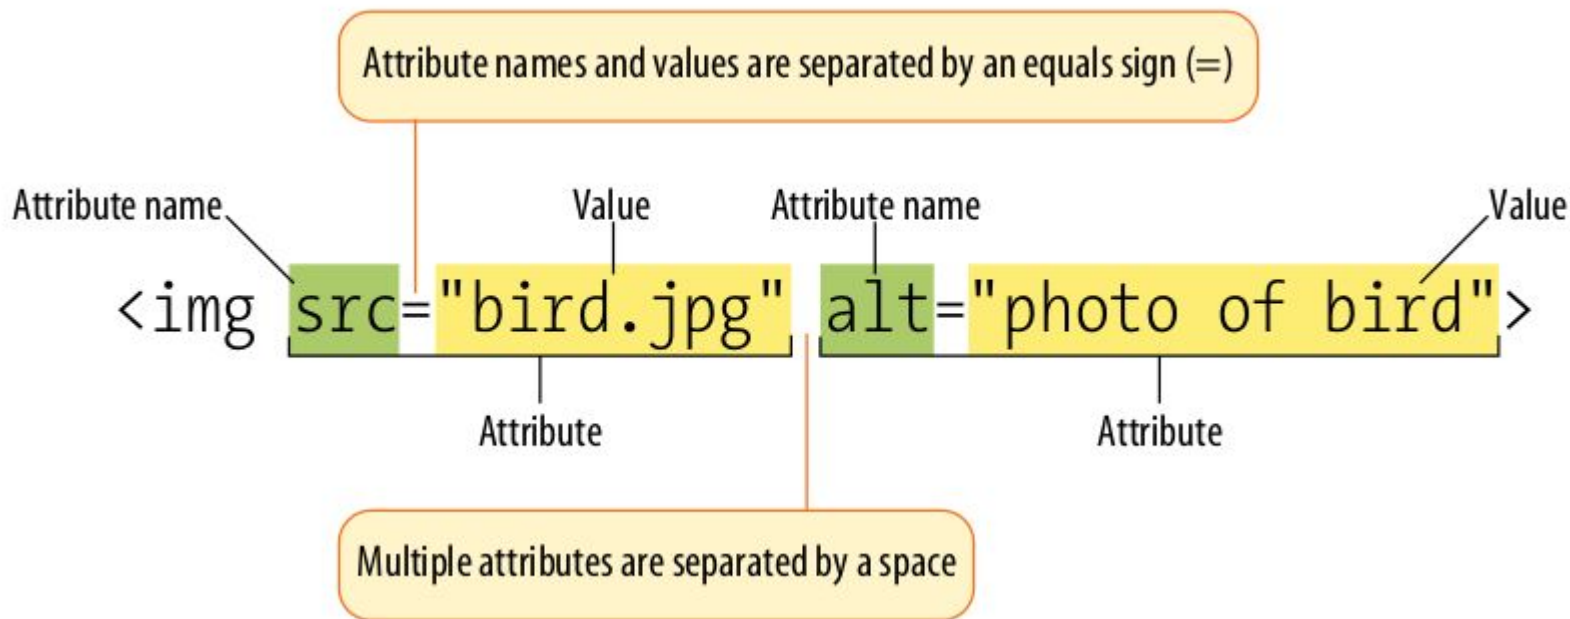 Attribute names and values are separated by an equals sign (=)
Attribute name Value Attribute name Value
<img src="bird.jpg" alt="photo of bird">
Attribute Attribute
Multiple attributes are separated by a space